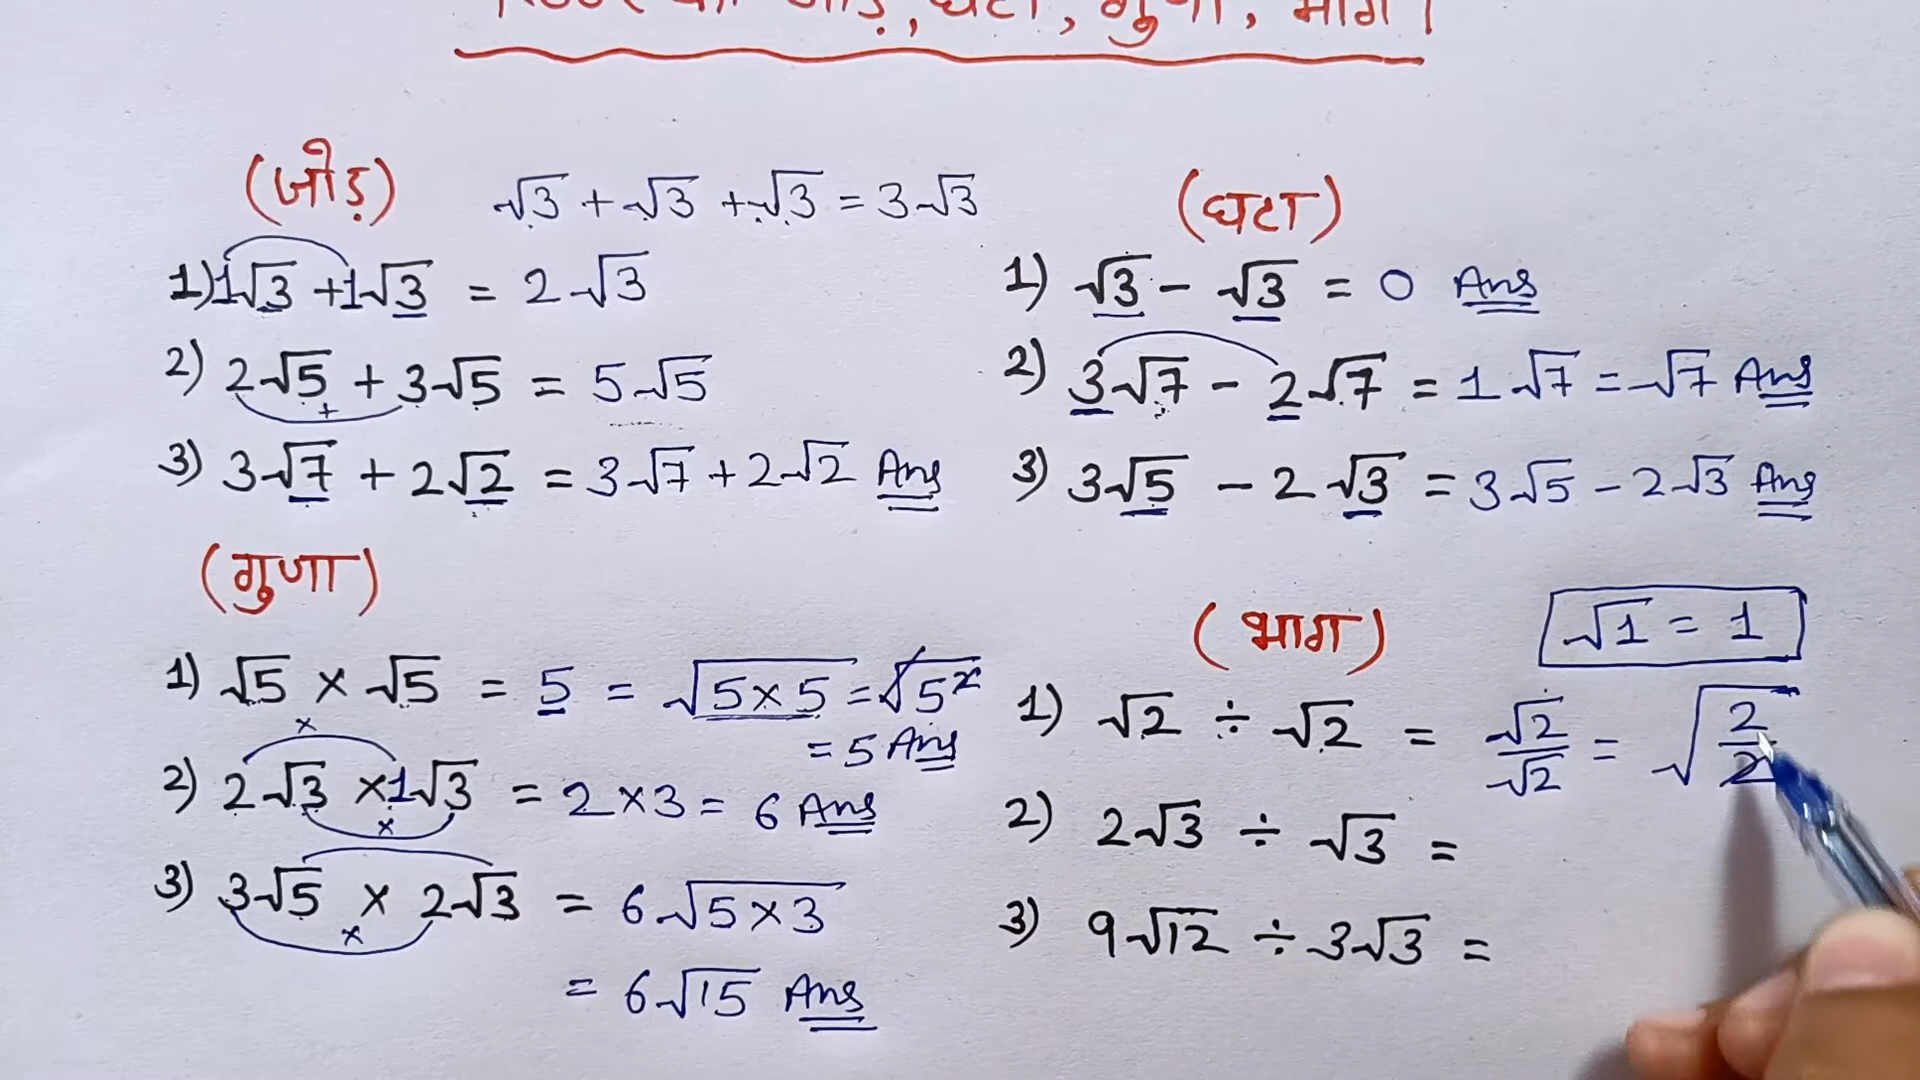 जोड़, घटा, गुणा, भाग।
(जोड़) √3 + √3 + √3 = 3√3
1) 1√3 + 1√3 = 2√3
2) 2√5 + 3√5 = 5√5
+
3) 3√7 + 2√2 = 3√7 + 2√2 Ans
(घटा)
1) √3 - √3 = 0 Ans
2) 3√7 - 2√7 = 1√7 = √7 Ans
3) 3√5 - 2√3 = 3√5 - 2√3 Ans
(गुणा)
1) √5 × √5 = 5 = √5×5 = √5²
= 5 Ans
×
2) 2√3 × 1√3 = 2×3 = 6 Ans
×
3) 3√5 × 2√3 = 6√5×3
×
= 6√15 Ans
(भाग) √1 = 1
1) √2 ÷ √2 = √2/√2 = √2/2
2) 2√3 ÷ √3 =
3) 9√12 ÷ 3√3 =